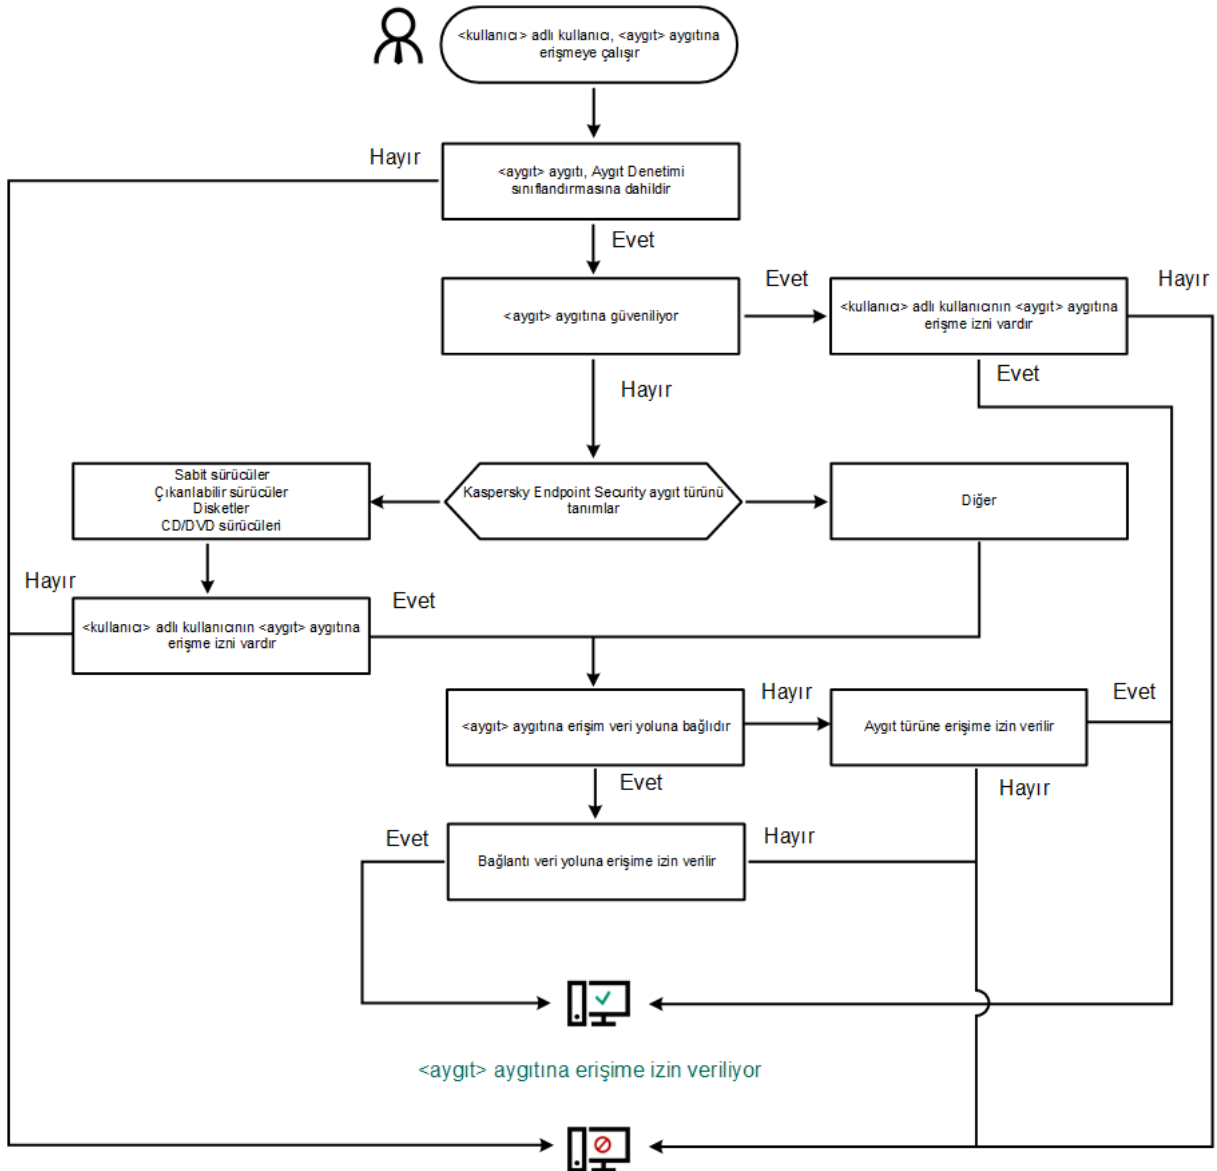 <kullanıcı> adlı kullanıcı, <aygıt> aygıtına
erişmeye çalışır
Hayır
<aygıt> aygıtı, Aygıt Denetimi
sınıflandırmasına dahildir
Evet
Evet
Hayır
<aygıt> aygıtına güveniliyor
<kullanıcı> adlı kullanıcının <aygıt> aygıtına
erişme izni vardır
Evet
Hayır
Sabit sürücüler
Çıkarılabilir sürücüler
Disketler
CD/DVD sürücüleri
Kaspersky Endpoint Security aygıt türünü
tanımlar
Diğer
Hayır
Evet
<kullanıcı> adlı kullanıcının <aygıt> aygıtına
erişme izni vardır
Hayır
Evet
<aygıt> aygıtına erişim veri yoluna bağlıdır
Aygıt türüne erişime izin verilir
Evet
Hayır
Evet
Hayır
Bağlantı veri yoluna erişime izin verilir
<aygıt> aygıtına erişime izin veriliyor